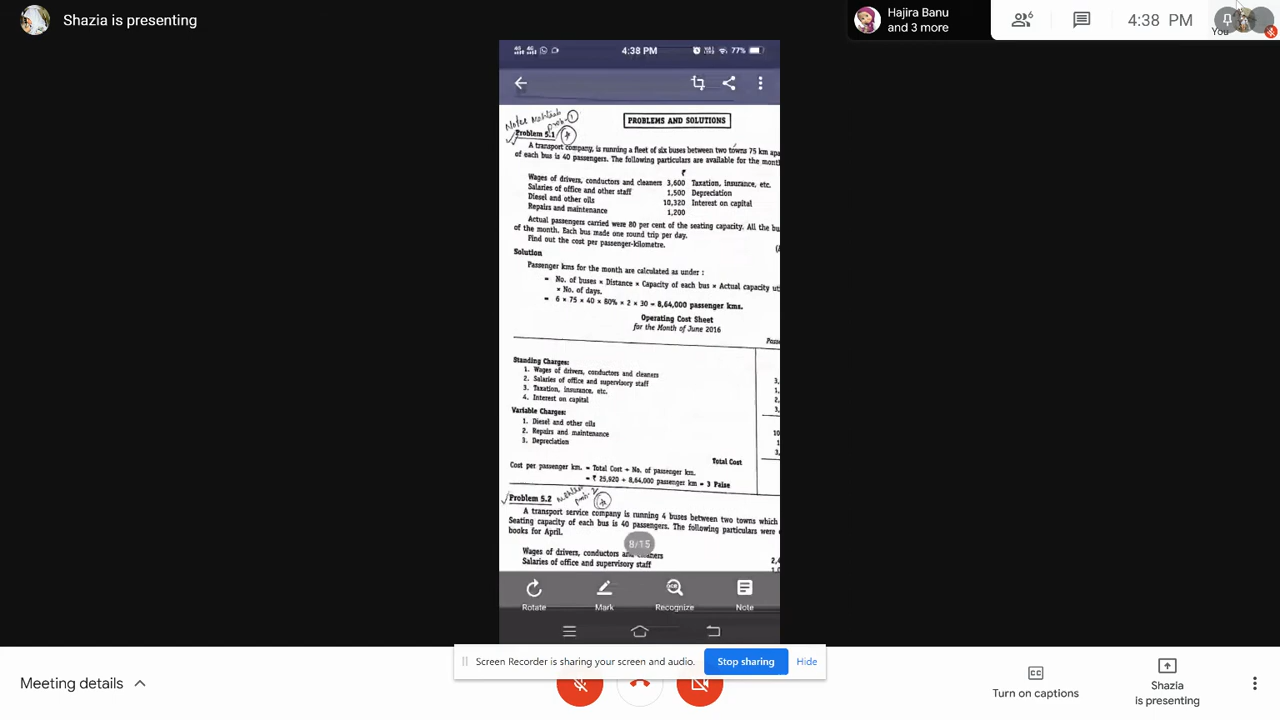 Shazia is presenting
Hajira Banu
and 3 more
6
4:38 PM
You
4:38 PM
77%
PROBLEMS AND SOLUTIONS
Problem 5.1
A transport company, is running a fleet of six buses between two towns 75 km apa
of each bus is 40 passengers. The following particulars are available for the month
₹
Wages of drivers, conductors and cleaners 3,600 Taxation, insurance, etc.
Salaries of office and other staff 1,500 Depreciation
Diesel and other oils 10,320 Interest on capital
Repairs and maintenance 1,200
Actual passengers carried were 80 per cent of the seating capacity. All the bu
of the month. Each bus made one round trip per day.
Find out the cost per passenger-kilometre.
Solution
Passenger kms for the month are calculated as under :
= No. of buses × Distance × Capacity of each bus × Actual capacity ut
× No. of days.
= 6 × 75 × 40 × 80% × 2 × 30 = 8,64,000 passenger kms.
Operating Cost Sheet
for the Month of June 2016
Passe
Standing Charges:
1. Wages of drivers, conductors and cleaners
2. Salaries of office and supervisory staff 3,
3. Taxation, insurance, etc. 1,
4. Interest on capital 2,
3,
Variable Charges:
1. Diesel and other oils 10
2. Repairs and maintenance 1
3. Depreciation 3,
Total Cost
Cost per passenger km. = Total Cost ÷ No. of passenger km.
= ₹ 25,920 ÷ 8,64,000 passenger km = 3 Paise
Problem 5.2
A transport service company is running 4 buses between two towns which
Seating capacity of each bus is 40 passengers. The following particulars were
books for April.
Wages of drivers, conductors and cleaners 2,4
Salaries of office and supervisory staff
8/15
Rotate Mark Recognize Note
Screen Recorder is sharing your screen and audio. Stop sharing Hide
Meeting details
Turn on captions
Shazia
is presenting